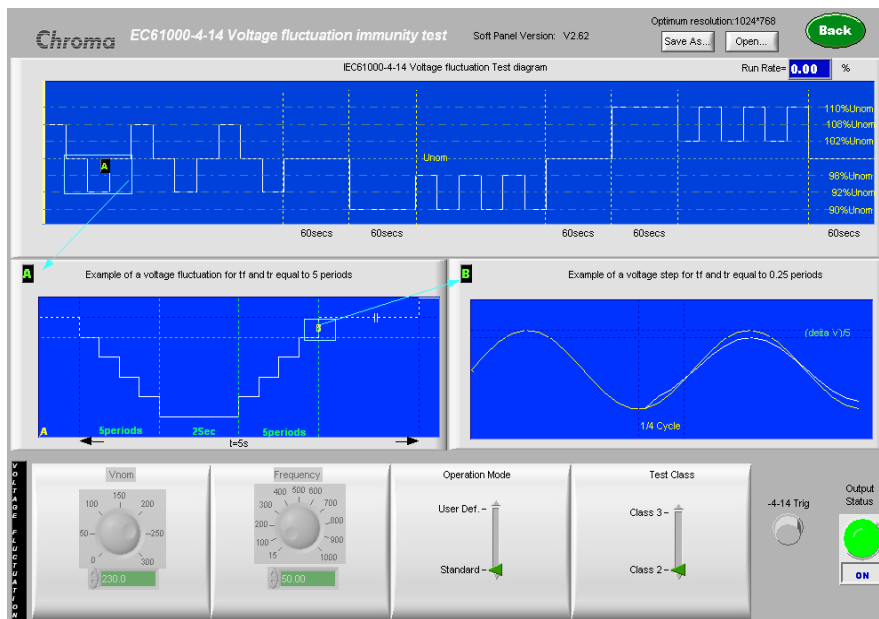 Chroma
EC61000-4-14 Voltage fluctuation immunity test
Soft Panel Version: V2.62
Optimum resolution:1024*768
Save As...
Open...
Back
IEC61000-4-14 Voltage fluctuation Test diagram
Run Rate= 0.00 %
110%Unom
108%Unom
102%Unom
A
Unom
98%Unom
92%Unom
90%Unom
60secs
60secs
60secs
60secs
60secs
A
Example of a voltage fluctuation for tf and tr equal to 5 periods
B
5periods
2Sec
5periods
A
t=5s
B
Example of a voltage step for tf and tr equal to 0.25 periods
(delta V)/5
1/4 Cycle
VOLTAGE FLUCTUATION
Vnom
0
50
100
150
200
250
300
230.0
Frequency
15
100
200
300
400
500
600
700
800
900
1000
50.00
Operation Mode
User Def.
Standard
Test Class
Class 3
Class 2
-4-14 Trig
Output
Status
ON